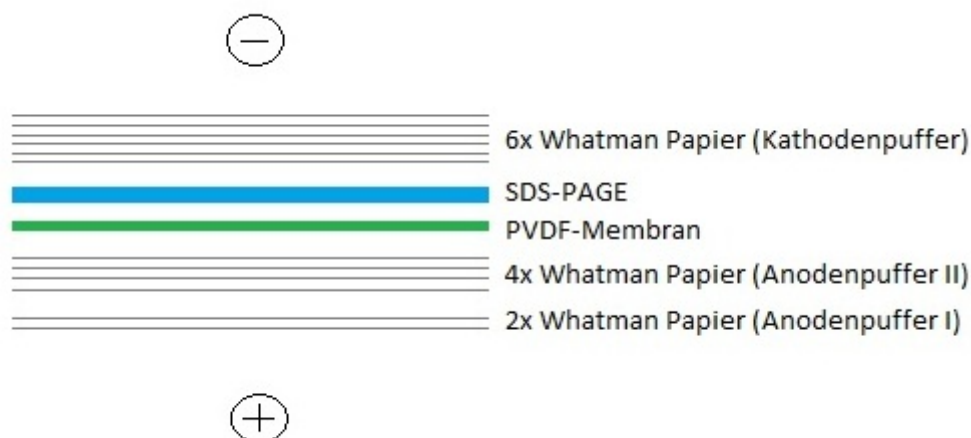 −
6x Whatman Papier (Kathodenpuffer)
SDS-PAGE
PVDF-Membran
4x Whatman Papier (Anodenpuffer II)
2x Whatman Papier (Anodenpuffer I)
+